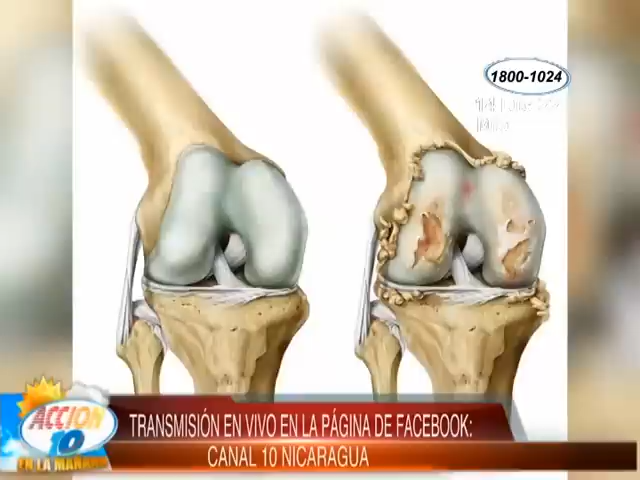 1800-1024
TRANSMISIÓN EN VIVO EN LA PÁGINA DE FACEBOOK:
CANAL 10 NICARAGUA
ACCION
10
EN LA MAÑANA